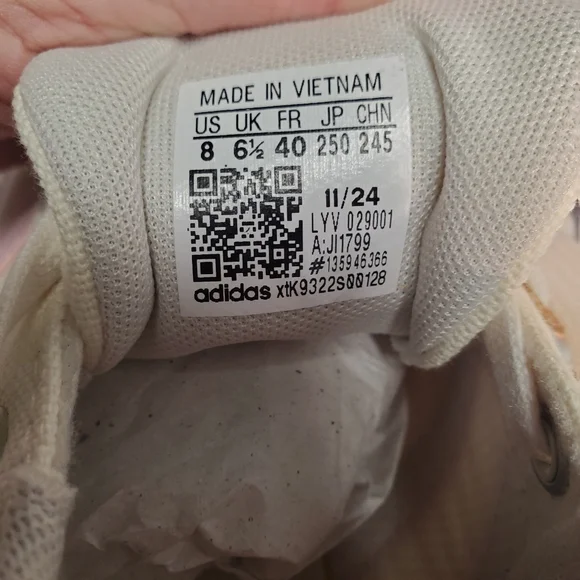 MADE IN VIETNAM
US UK FR JP CHN
8 6½ 40 250 245
11/24
LYV 029001
A:JI1799
#135946366
adidas xtK9322S00128